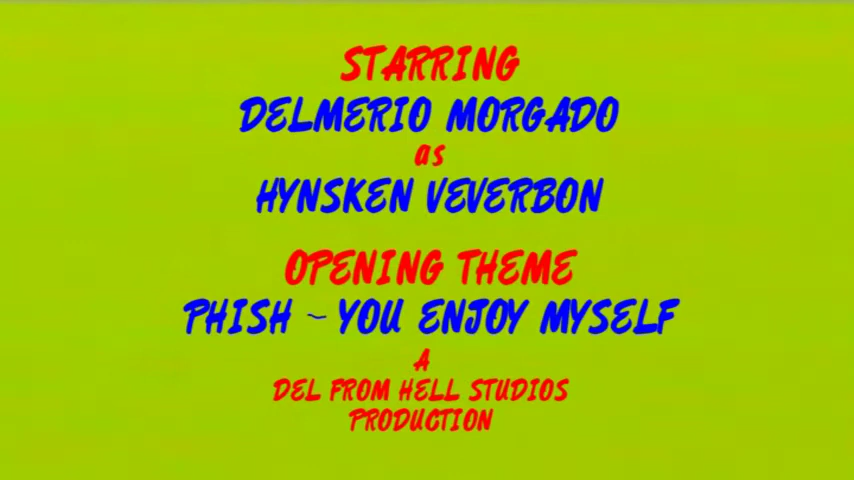 STARRING
DELMERIO MORGADO
as
HYNSKEN VEVERBON
OPENING THEME
PHISH ~ YOU ENJOY MYSELF
A
DEL FROM HELL STUDIOS
PRODUCTION